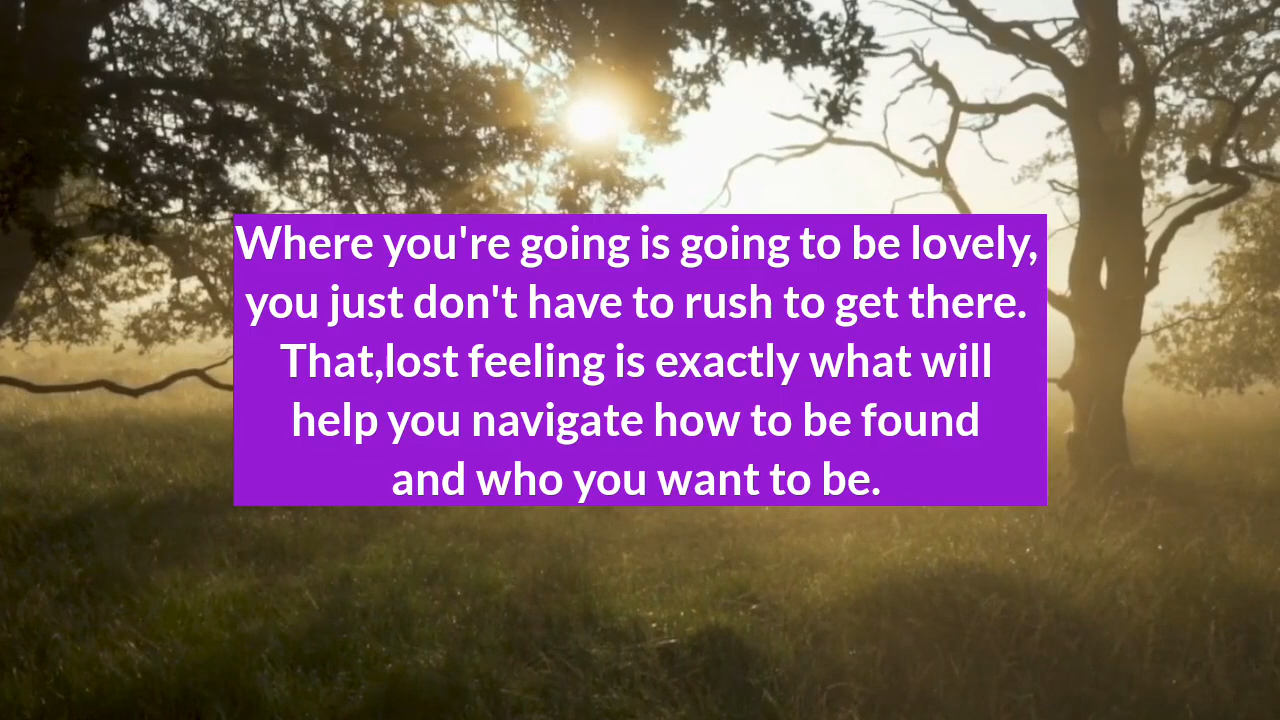 Where you're going is going to be lovely,
you just don't have to rush to get there.
That,lost feeling is exactly what will
help you navigate how to be found
and who you want to be.